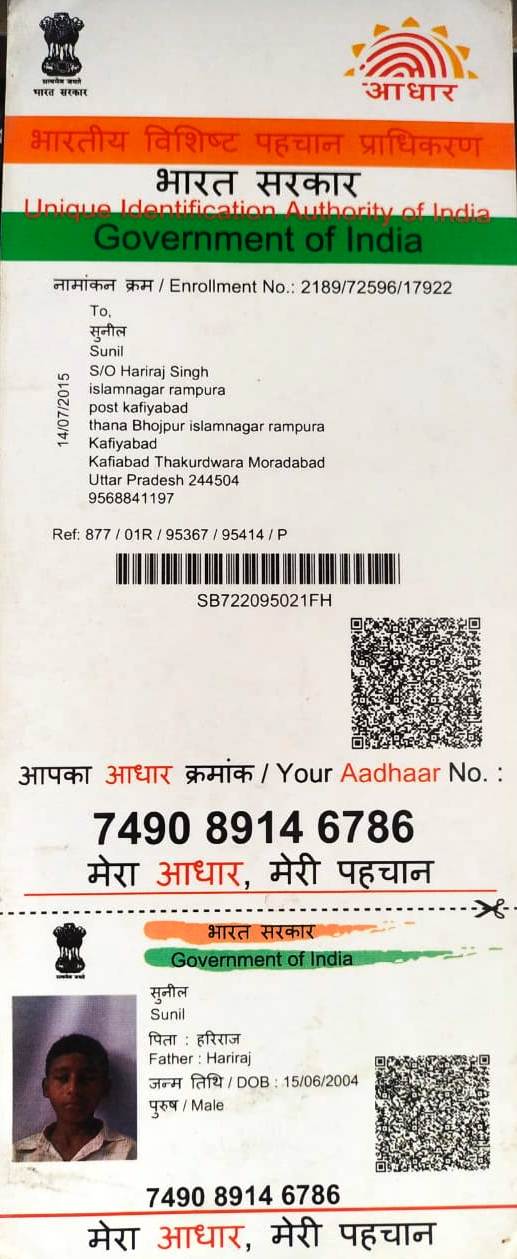 सत्यमेव जयते
भारत सरकार
आधार
भारतीय विशिष्ट पहचान प्राधिकरण
भारत सरकार
Unique Identification Authority of India
Government of India
नामांकन क्रम / Enrollment No.: 2189/72596/17922
To,
सुनील
Sunil
S/O Hariraj Singh
islamnagar rampura
post kafiyabad
thana Bhojpur islamnagar rampura
Kafiyabad
Kafiabad Thakurdwara Moradabad
Uttar Pradesh 244504
9568841197
14/07/2015
Ref: 877 / 01R / 95367 / 95414 / P
SB722095021FH
आपका आधार क्रमांक / Your Aadhaar No. :
7490 8914 6786
मेरा आधार, मेरी पहचान
भारत सरकार
Government of India
सत्यमेव जयते
सुनील
Sunil
पिता : हरिराज
Father : Hariraj
जन्म तिथि / DOB : 15/06/2004
पुरुष / Male
7490 8914 6786
मेरा आधार, मेरी पहचान